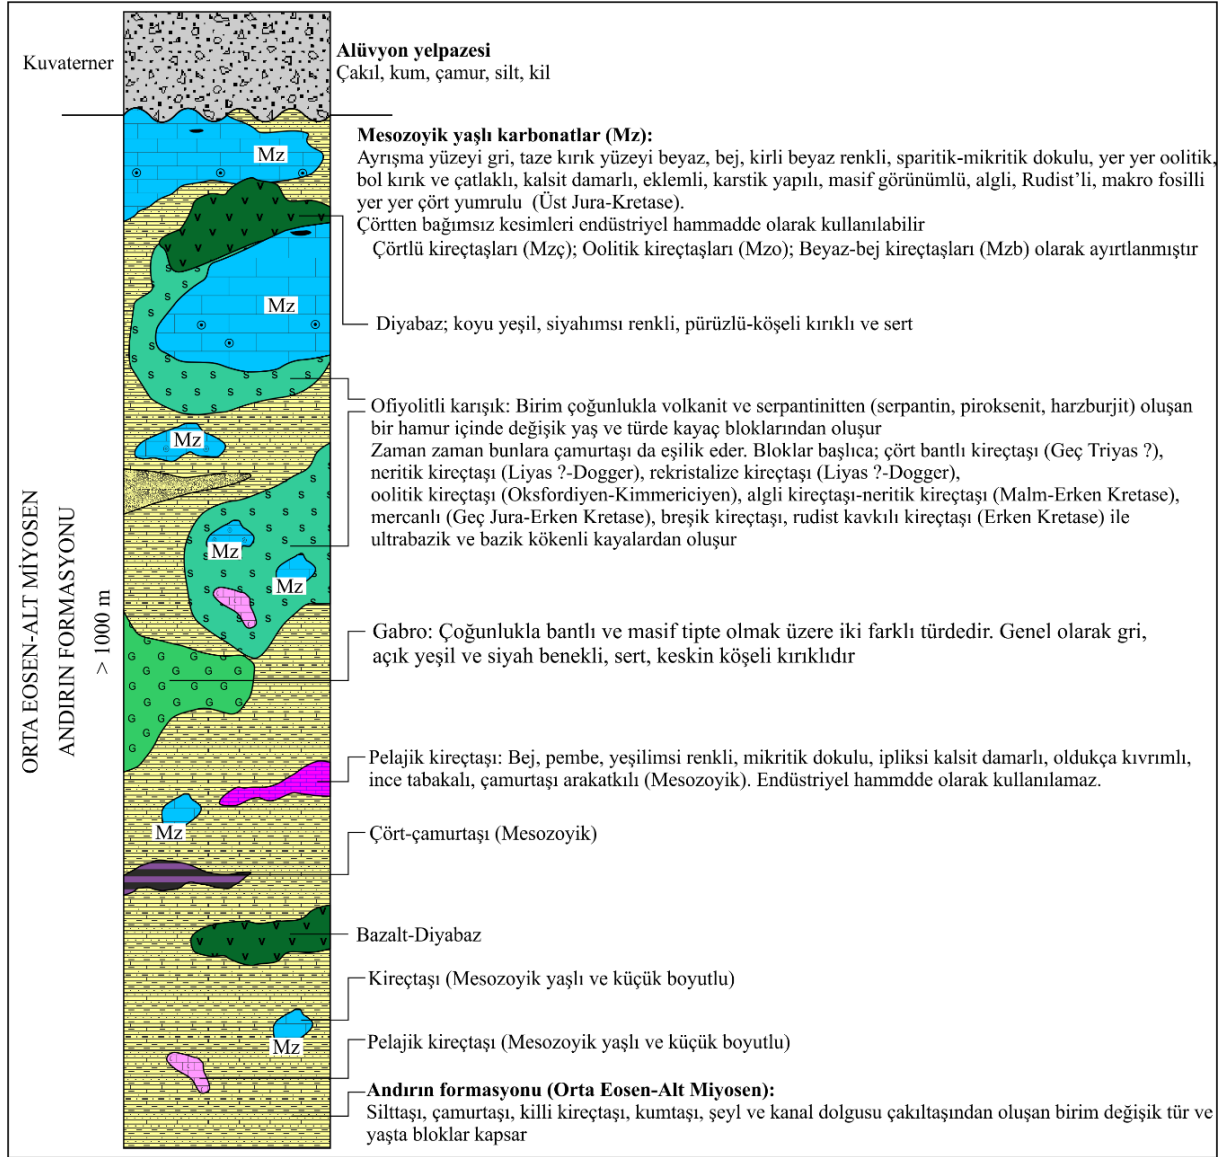 Kuvaterner
Alüvyon yelpazesi
Çakıl, kum, çamur, silt, kil
Mesozoyik yaşlı karbonatlar (Mz):
Ayrışma yüzeyi gri, taze kırık yüzeyi beyaz, bej, kirli beyaz renkli, sparitik-mikritik dokulu, yer yer oolitik,
bol kırık ve çatlaklı, kalsit damarlı, eklemli, karstik yapılı, masif görünümlü, algli, Rudist’li, makro fosilli
yer yer çört yumrulu (Üst Jura-Kretase).
Çörtten bağımsız kesimleri endüstriyel hammadde olarak kullanılabilir
Çörtlü kireçtaşları (Mzç); Oolitik kireçtaşları (Mzo); Beyaz-bej kireçtaşları (Mzb) olarak ayırtlanmıştır
Mz
V
V V V V
V V V
V
S S
S S
S
S
S
S
S S S S S
S S S
Mz
Diyabaz; koyu yeşil, siyahımsı renkli, pürüzlü-köşeli kırıklı ve sert
Ofiyolitli karışık: Birim çoğunlukla volkanit ve serpantinitten (serpantin, piroksenit, harzburjit) oluşan
bir hamur içinde değişik yaş ve türde kayaç bloklarından oluşur
Zaman zaman bunlara çamurtaşı da eşilik eder. Bloklar başlıca; çört bantlı kireçtaşı (Geç Triyas ?),
neritik kireçtaşı (Liyas ?-Dogger), rekristalize kireçtaşı (Liyas ?-Dogger),
oolitik kireçtaşı (Oksfordiyen-Kimmericiyen), algli kireçtaşı-neritik kireçtaşı (Malm-Erken Kretase),
mercanlı (Geç Jura-Erken Kretase), breşik kireçtaşı, rudist kavkılı kireçtaşı (Erken Kretase) ile
ultrabazik ve bazik kökenli kayalardan oluşur
Mz
Mz
Mz
ORTA EOSEN-ALT MİYOSEN
ANDIRIN FORMASYONU
> 1000 m
Gabro: Çoğunlukla bantlı ve masif tipte olmak üzere iki farklı türdedir. Genel olarak gri,
açık yeşil ve siyah benekli, sert, keskin köşeli kırıklıdır
G
G G G G
G G G
G G
G
Pelajik kireçtaşı: Bej, pembe, yeşilimsi renkli, mikritik dokulu, ipliksi kalsit damarlı, oldukça kıvrımlı,
ince tabakalı, çamurtaşı arakatkılı (Mesozoyik). Endüstriyel hammdde olarak kullanılamaz.
Mz
Çört-çamurtaşı (Mesozoyik)
V V V V
V V V
Bazalt-Diyabaz
Kireçtaşı (Mesozoyik yaşlı ve küçük boyutlu)
Mz
Pelajik kireçtaşı (Mesozoyik yaşlı ve küçük boyutlu)
Andırın formasyonu (Orta Eosen-Alt Miyosen):
Silttaşı, çamurtaşı, killi kireçtaşı, kumtaşı, şeyl ve kanal dolgusu çakıltaşından oluşan birim değişik tür ve
yaşta bloklar kapsar